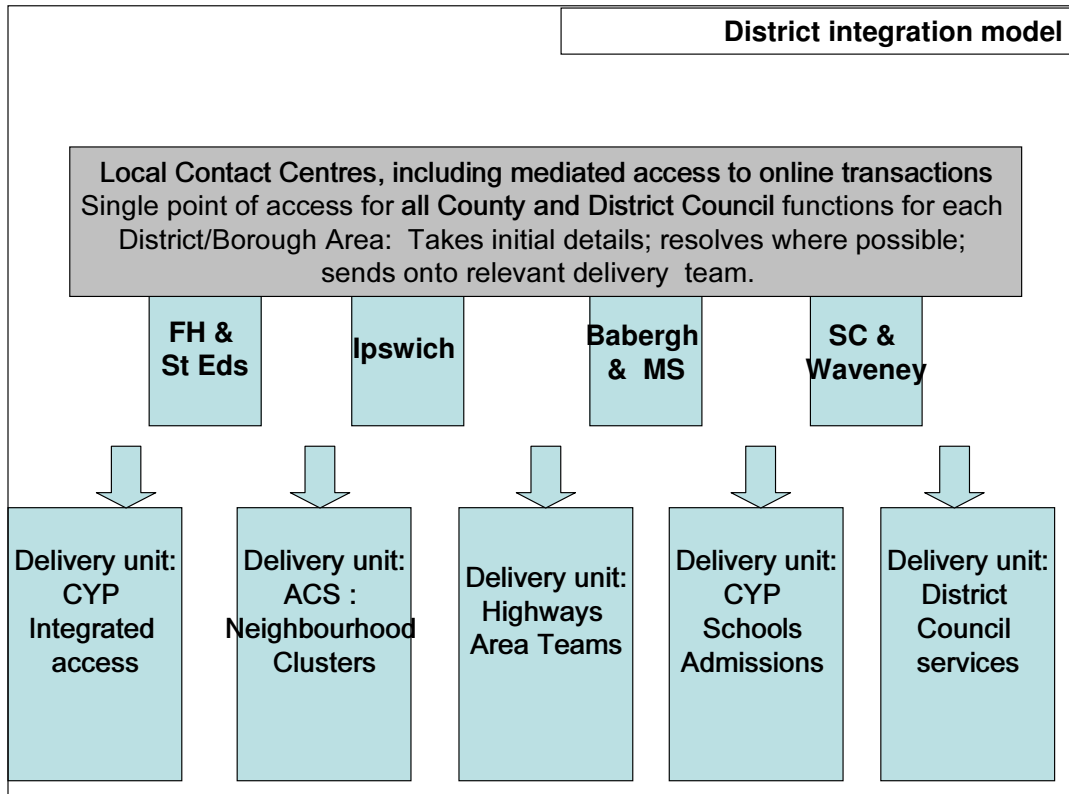 District integration model
Local Contact Centres, including mediated access to online transactions
Single point of access for all County and District Council functions for each
District/Borough Area: Takes initial details; resolves where possible;
sends onto relevant delivery team.
FH &
St Eds
Ipswich
Babergh
& MS
SC &
Waveney
Delivery unit:
CYP
Integrated
access
Delivery unit:
ACS :
Neighbourhood
Clusters
Delivery unit:
Highways
Area Teams
Delivery unit:
CYP
Schools
Admissions
Delivery unit:
District
Council
services